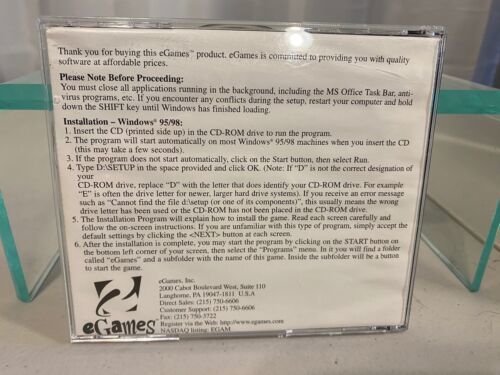 Thank you for buying this eGames™ product. eGames is committed to providing you with quality
software at affordable prices.
Please Note Before Proceeding:
You must close all applications running in the background, including the MS Office Task Bar, anti-
virus programs, etc. If you encounter any conflicts during the setup, restart your computer and hold
down the SHIFT key until Windows has finished loading.
Installation – Windows® 95/98:
1. Insert the CD (printed side up) in the CD-ROM drive to run the program.
2. The program will start automatically on most Windows® 95/98 machines when you insert the CD
(this may take a few seconds).
3. If the program does not start automatically, click on the Start button, then select Run.
4. Type D:\SETUP in the space provided and click OK. (Note: If “D” is not the correct designation of
your
CD-ROM drive, replace “D” with the letter that does identify your CD-ROM drive. For example
“E” is often the drive letter for newer, larger hard drive systems). If you receive an error message
such as “Cannot find the file d:\setup (or one of its components)”, this usually means the wrong
drive letter has been used or the CD-ROM has not been placed in the CD-ROM drive.
5. The Installation Program will explain how to install the game. Read each screen carefully and
follow the on-screen instructions. If you are unfamiliar with this type of program, simply accept the
default settings by clicking the <NEXT> button at each screen.
6. After the installation is complete, you may start the program by clicking on the START button on
the bottom left corner of your screen, then select the “Programs” menu. In it you will find a folder
called “eGames” and a subfolder with the name of this game. Inside the subfolder will be a button
to start the game.
eGames, Inc.
2000 Cabot Boulevard West, Suite 110
Langhorne, PA 19047-1811 U.S.A
Direct Sales: (215) 750-6606
Customer Support: (215) 750-6606
Fax: (215) 750-3722
Register via the Web: http://www.egames.com
NASDAQ listing: EGAM
eGames